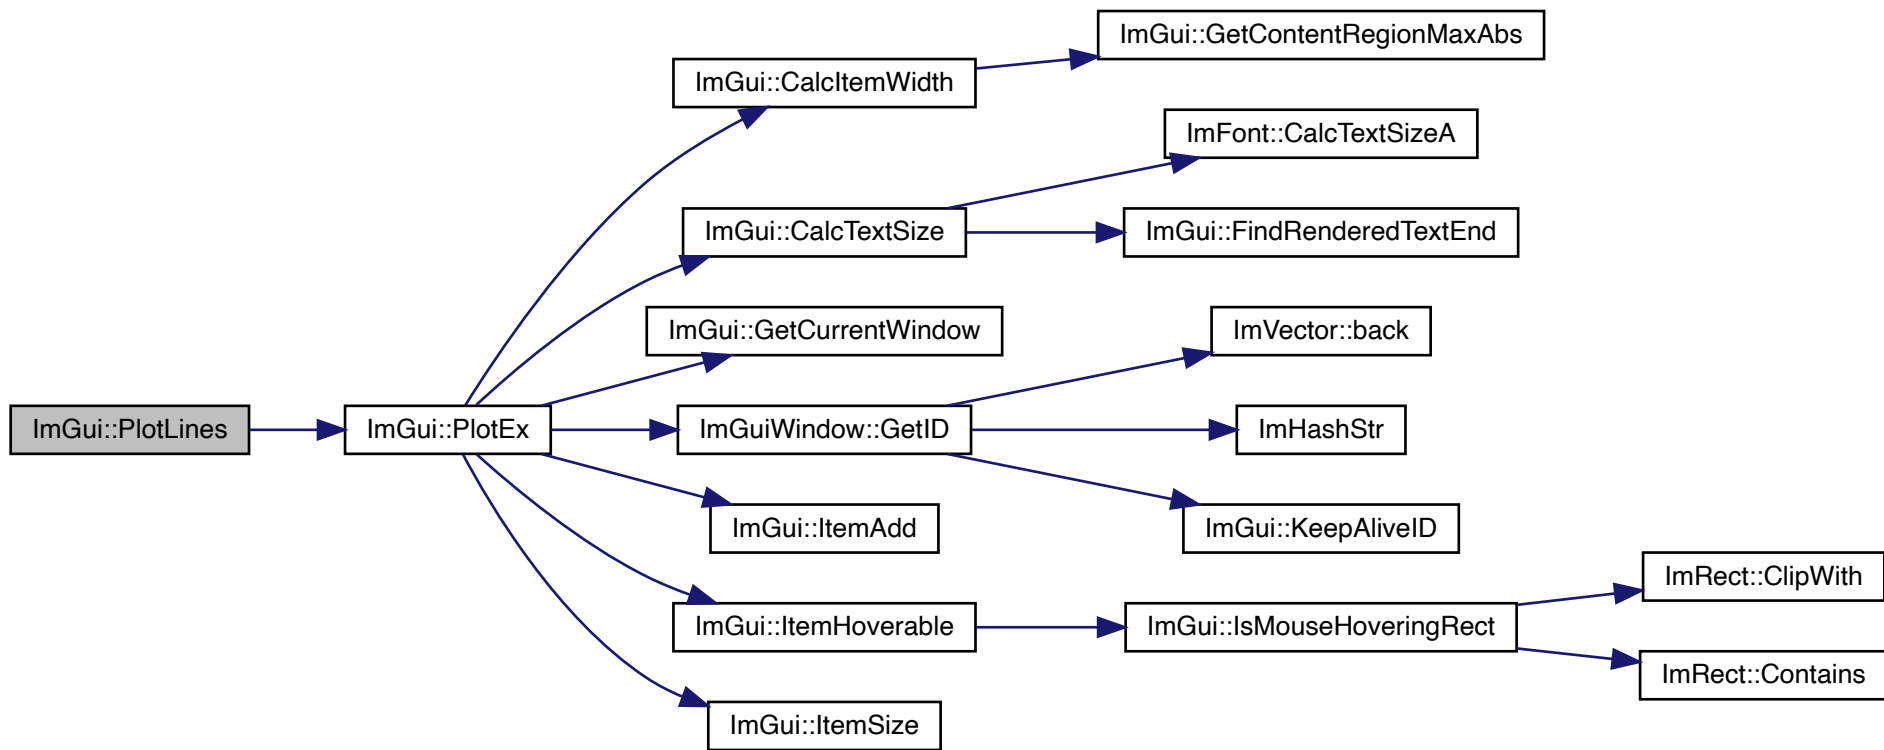 ImGui::GetContentRegionMaxAbs
ImGui::CalcItemWidth
ImFont::CalcTextSizeA
ImGui::CalcTextSize
ImGui::FindRenderedTextEnd
ImGui::GetCurrentWindow
ImVector::back
ImGui::PlotLines
ImGui::PlotEx
ImGuiWindow::GetID
ImHashStr
ImGui::ItemAdd
ImGui::KeepAliveID
ImRect::ClipWith
ImGui::ItemHoverable
ImGui::IsMouseHoveringRect
ImRect::Contains
ImGui::ItemSize